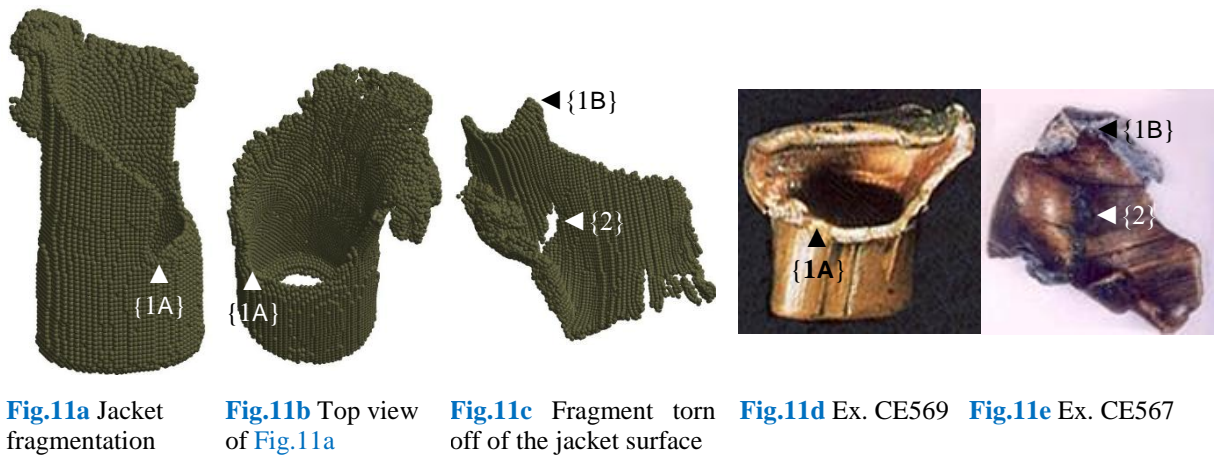 {1B}
{1B}
{2}
{2}
{1A}
{1A}
{1A}
Fig.11a Jacket fragmentation
Fig.11b Top view of Fig.11a
Fig.11c Fragment torn off of the jacket surface
Fig.11d Ex. CE569
Fig.11e Ex. CE567